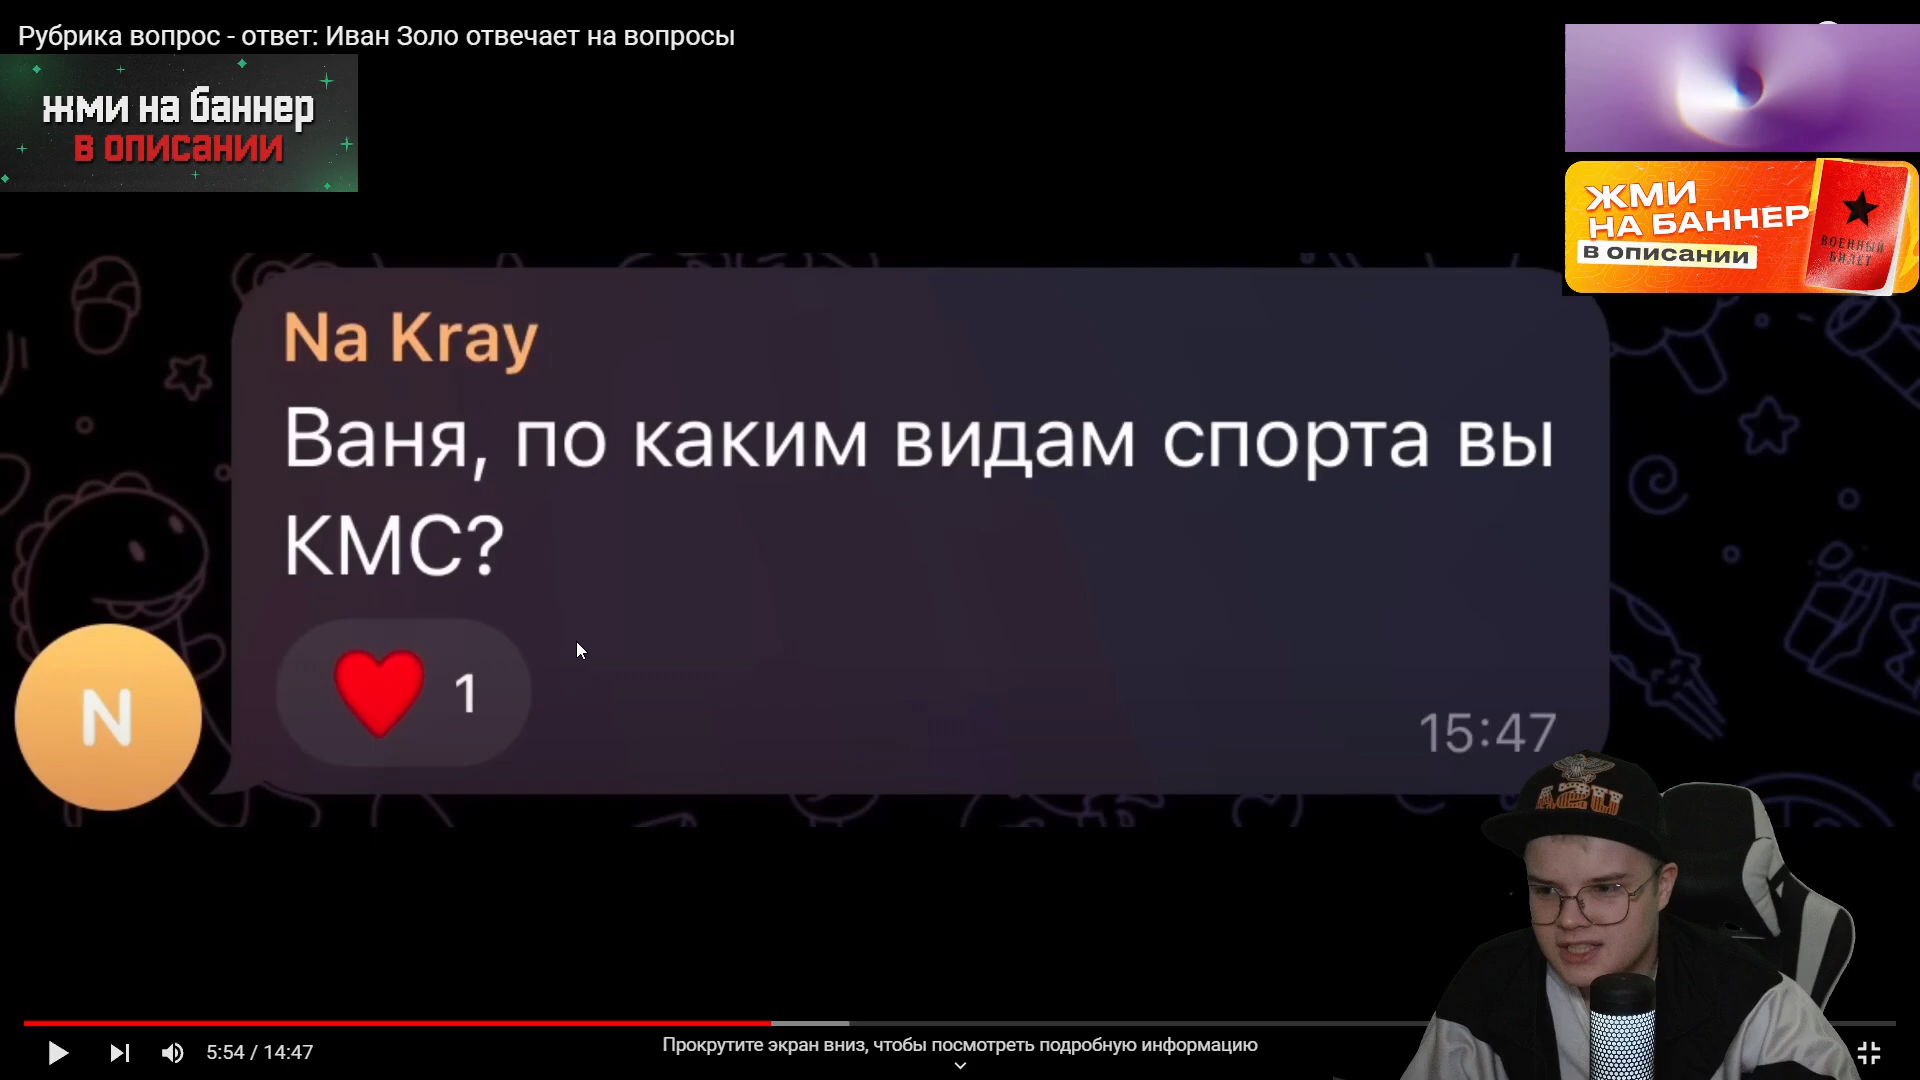 Рубрика вопрос - ответ: Иван Золо отвечает на вопросы
жми на баннер
в описании
ЖМИ
НА БАННЕР
В ОПИСАНИИ
ВОЕННЫЙ
БИЛЕТ
Na Kray
Ваня, по каким видам спорта вы
КМС?
N
1
15:47
5:54 / 14:47
Прокрутите экран вниз, чтобы посмотреть подробную информацию